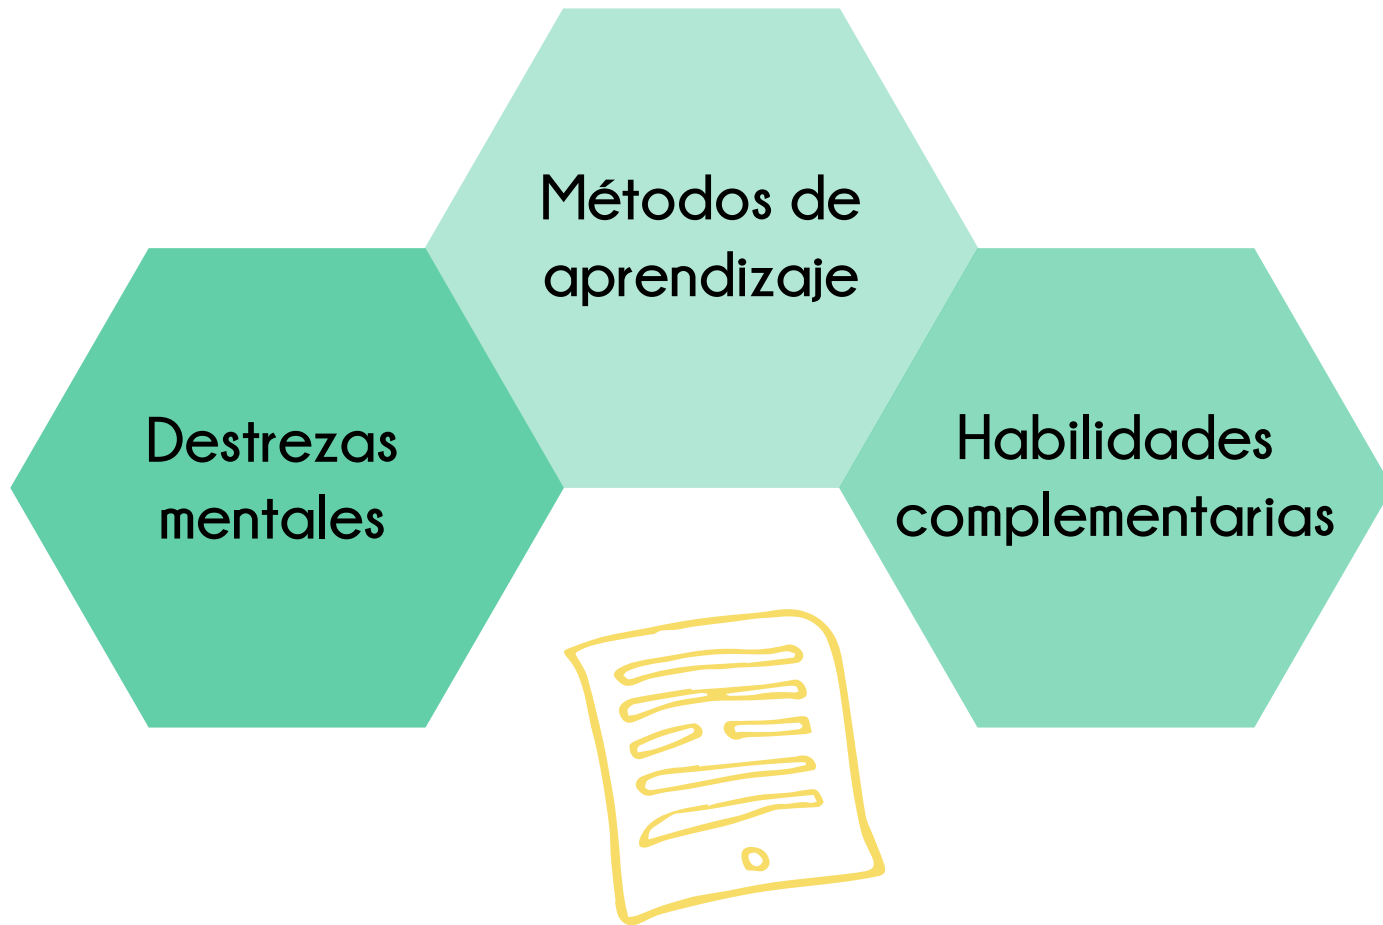 Métodos de
aprendizaje
Destrezas
mentales
Habilidades
complementarias